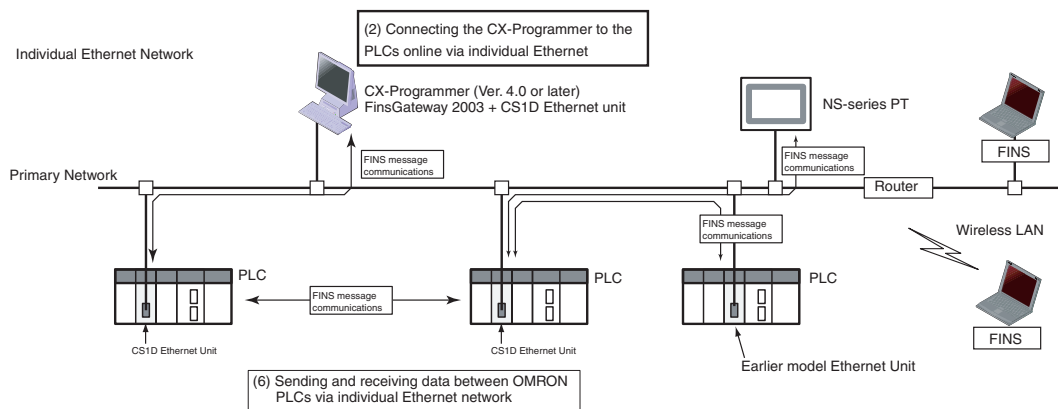 (2) Connecting the CX-Programmer to the
PLCs online via individual Ethernet
Individual Ethernet Network
CX-Programmer (Ver. 4.0 or later)
FinsGateway 2003 + CS1D Ethernet unit
NS-series PT
FINS
FINS message
communications
FINS message
communications
Primary Network
Router
FINS message
communications
Wireless LAN
PLC
PLC
PLC
FINS message
communications
FINS
CS1D Ethernet Unit
CS1D Ethernet Unit
Earlier model Ethernet Unit
(6) Sending and receiving data between OMRON
PLCs via individual Ethernet network